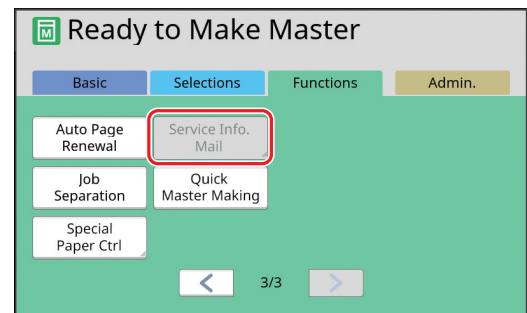 M Ready to Make Master
Basic Selections Functions Admin.
Auto Page
Renewal
Service Info.
Mail
Job
Separation
Quick
Master Making
Special
Paper Ctrl
< 3/3 >